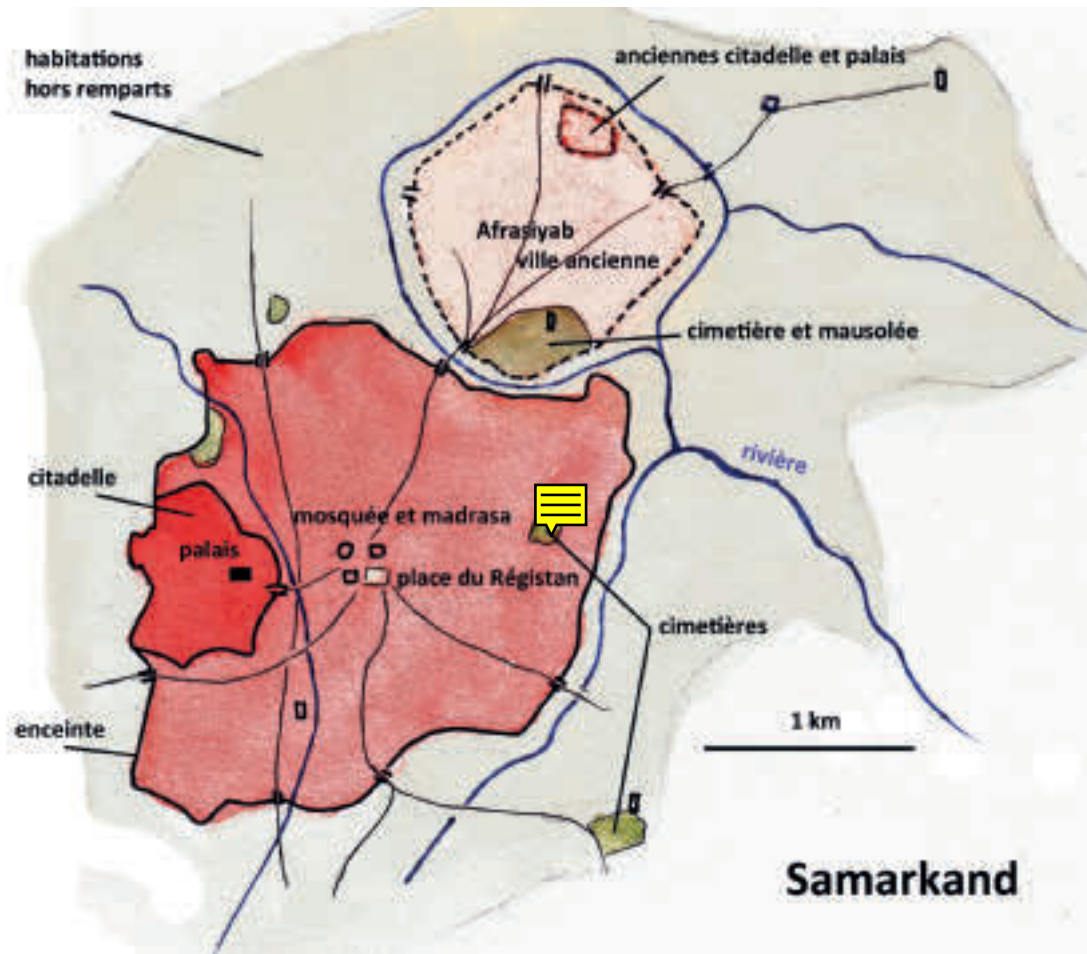 habitations
hors remparts
anciennes citadelle et palais
Afrasiyab
ville ancienne
cimetière et mausolée
rivière
citadelle
mosquée et madrasa
palais
place du Régistan
cimetières
enceinte
1 km
Samarkand